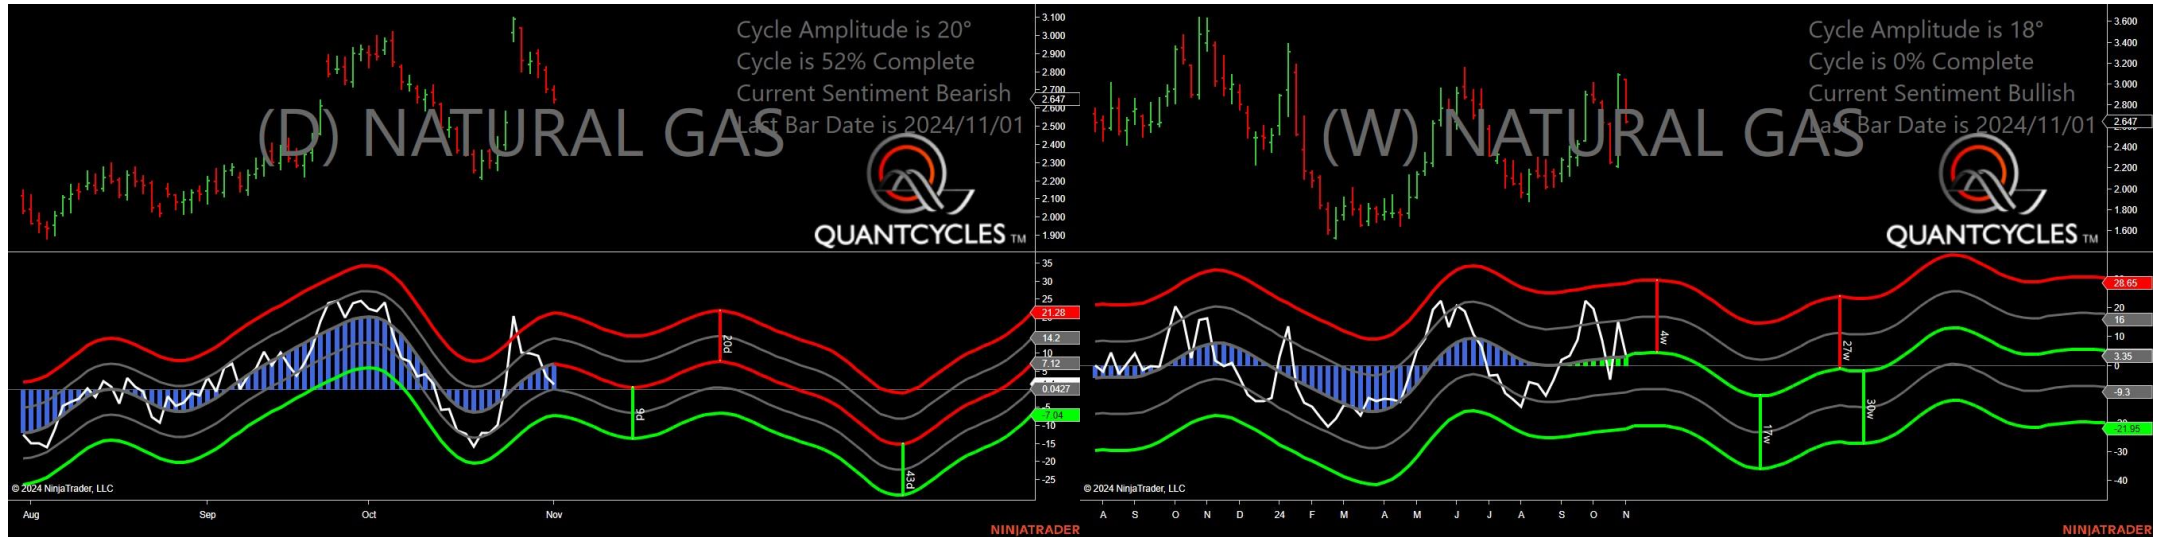 Cycle Amplitude is 20°
Cycle is 52% Complete
Current Sentiment Bearish
Last Bar Date is 2024/11/01
(D) NATURAL GAS
QUANTCYCLES TM
3.100
3.000
2.900
2.800
2.700
2.647
2.600
2.500
2.400
2.300
2.200
2.100
2.000
1.900
35
30
25
21.28
14.2
10
7.12
5
0.0427
-5
-7.04
-10
-15
-20
-25
9d
20d
43d
© 2024 NinjaTrader, LLC
Aug Sep Oct Nov
NINJATRADER
Cycle Amplitude is 18°
Cycle is 0% Complete
Current Sentiment Bullish
Last Bar Date is 2024/11/01
(W) NATURAL GAS
QUANTCYCLES TM
3.600
3.400
3.200
3.000
2.800
2.647
2.400
2.200
2.000
1.800
1.600
28.65
20
16
10
3.35
0
-9.3
-21.95
-30
-40
4w
17w
27w
30w
© 2024 NinjaTrader, LLC
A S O N D 24 F M A M J J A S O N
NINJATRADER